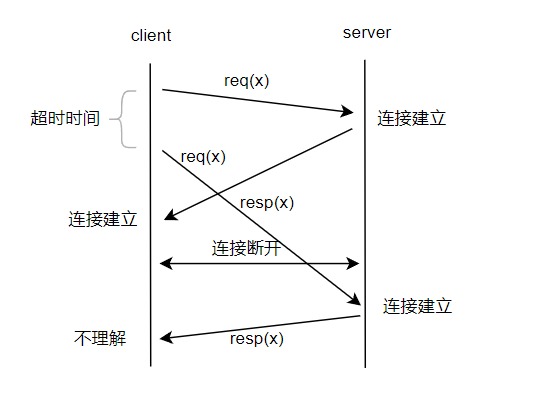 client
server
req(x)
超时时间
连接建立
req(x)
resp(x)
连接建立
连接断开
连接建立
不理解
resp(x)